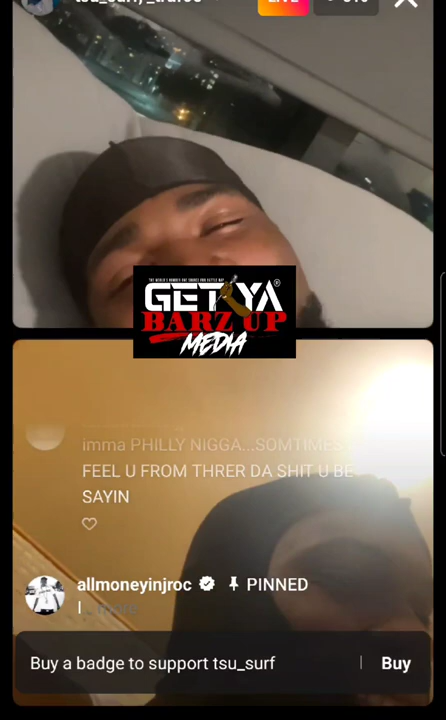 LIVE
GET YA
BARZ UP
MEDIA
imma PHILLY NIGGA...SOMTIMES
FEEL U FROM THRER DA SHIT U BE
SAYIN
allmoneyinjroc PINNED
I... more
Buy a badge to support tsu_surf | Buy